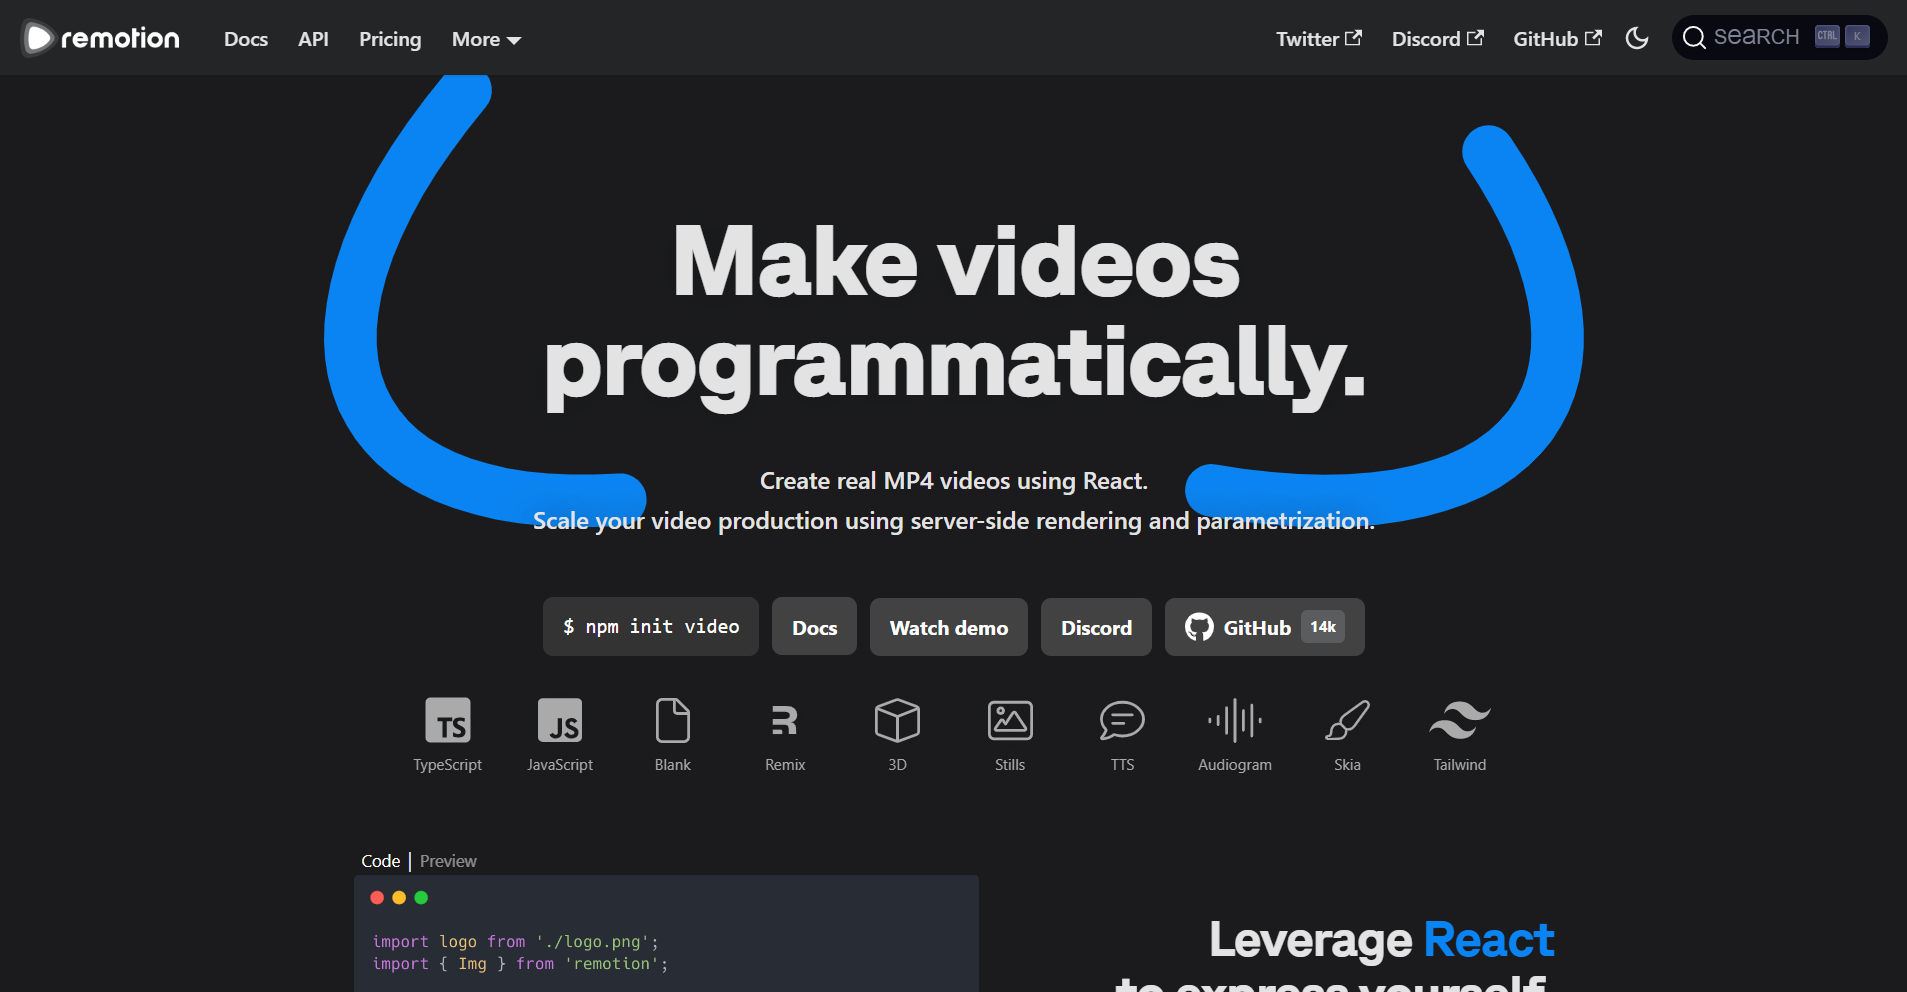 remotion Docs API Pricing More Twitter Discord GitHub SeaRCH CTRL K
Make videos
programmatically.
Create real MP4 videos using React.
Scale your video production using server-side rendering and parametrization.
$ npm init video Docs Watch demo Discord GitHub 14k
TS JS
TypeScript JavaScript Blank Remix 3D Stills TTS Audiogram Skia Tailwind
Code | Preview
import logo from './logo.png';
import { Img } from 'remotion';
Leverage React
to express yourself.